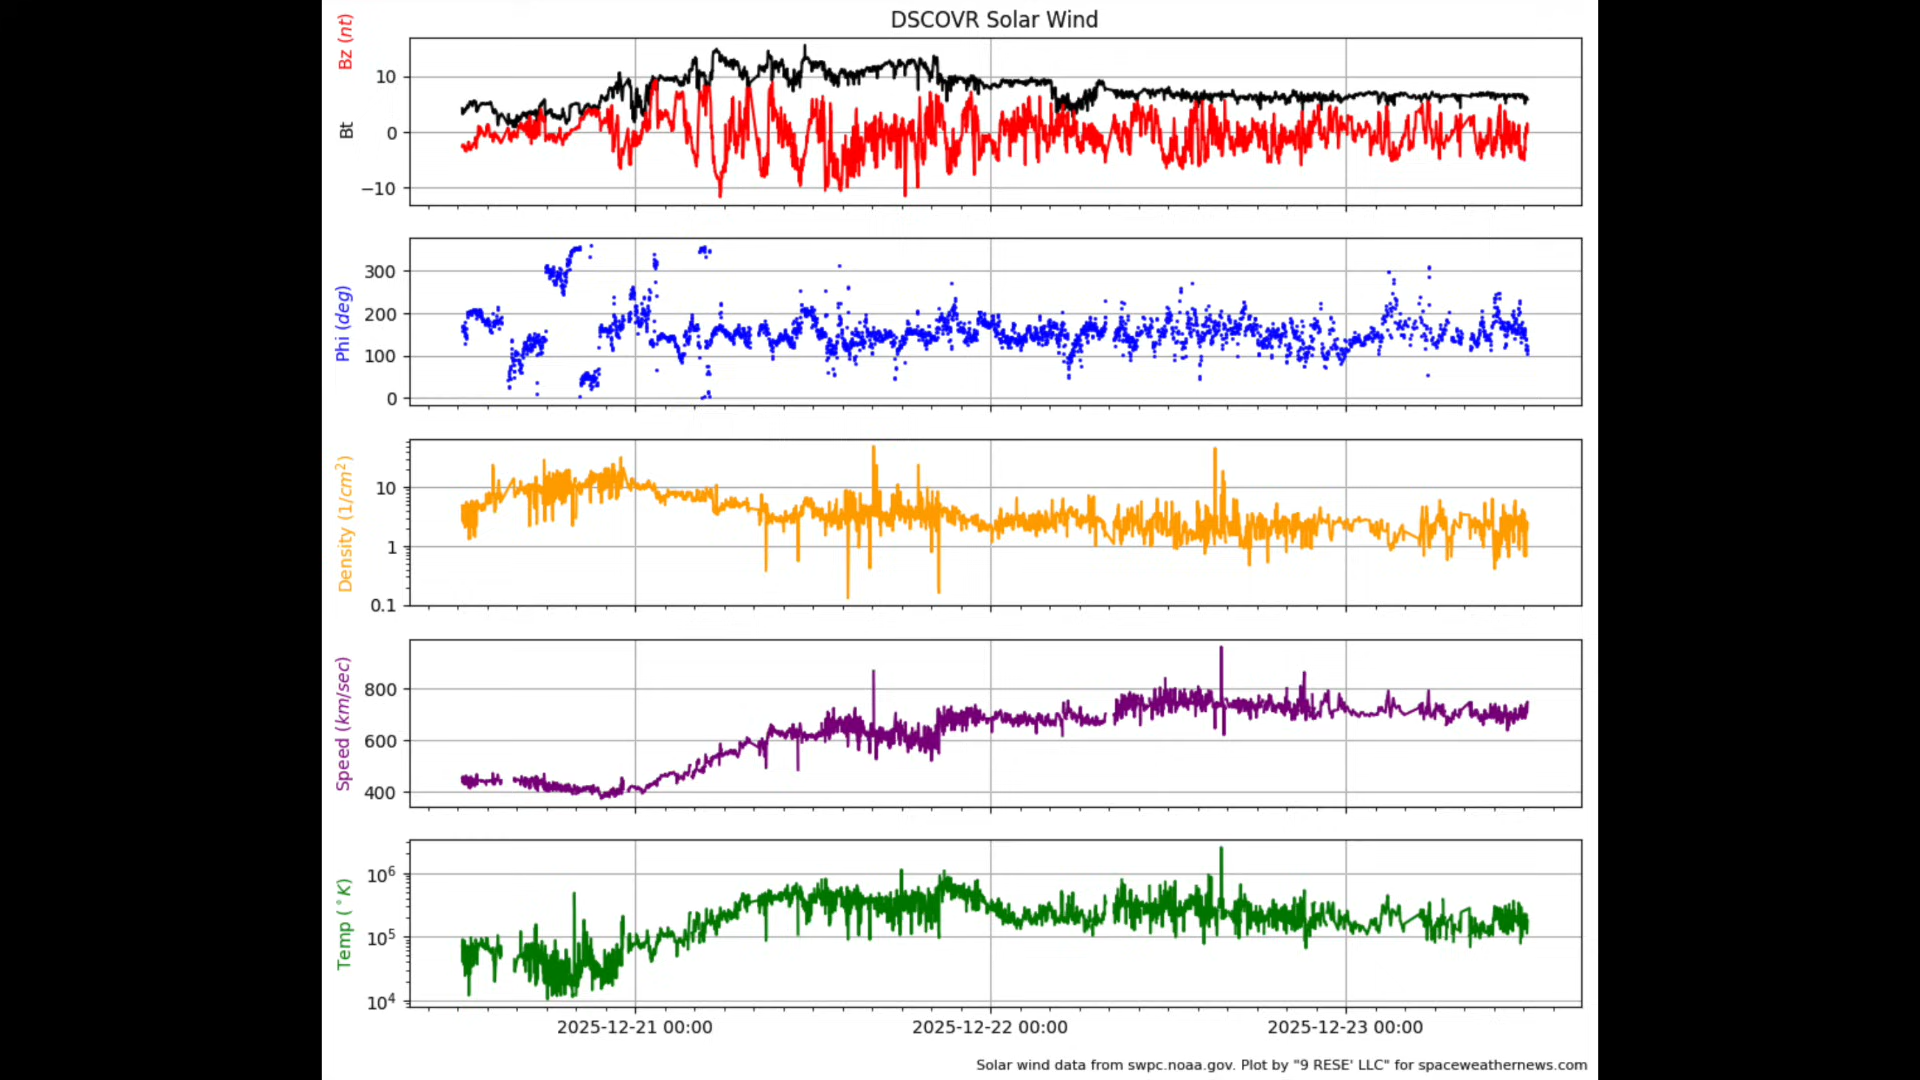 DSCOVR Solar Wind
Bt Bz (nt)
10
0
−10
Phi (deg)
300
200
100
0
Density (1/cm²)
10
1
0.1
Speed (km/sec)
800
600
400
Temp (°K)
10⁶
10⁵
10⁴
2025-12-21 00:00 2025-12-22 00:00 2025-12-23 00:00
Solar wind data from swpc.noaa.gov. Plot by "9 RESE' LLC" for spaceweathernews.com